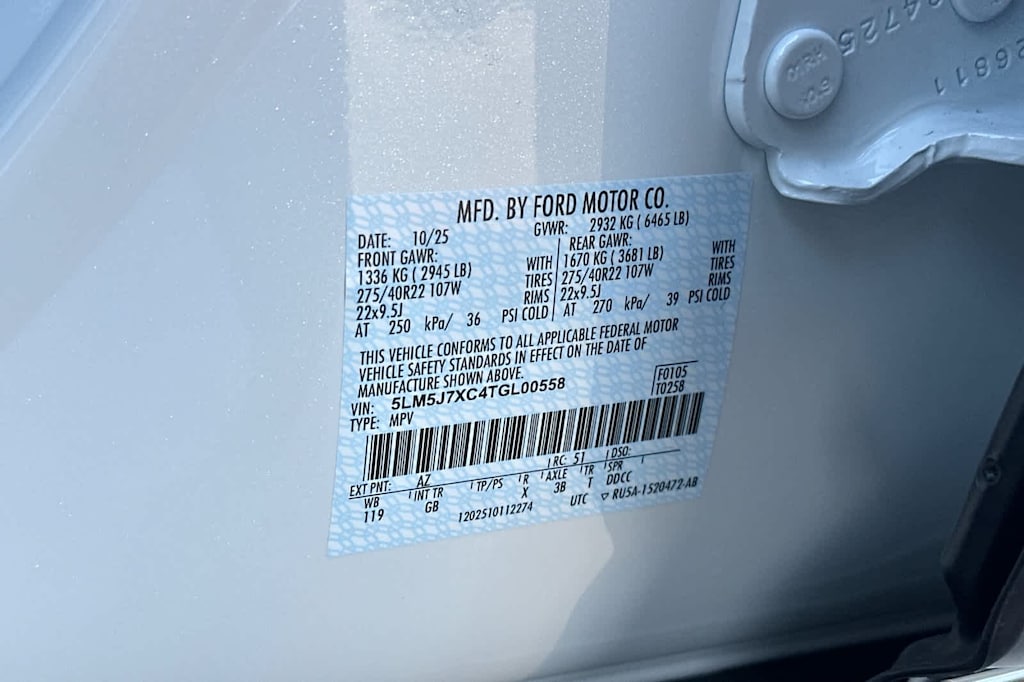 24725
26811
MFD. BY FORD MOTOR CO.
DATE: 10/25 GVWR: 2932 KG ( 6465 LB)
FRONT GAWR: REAR GAWR:
1336 KG ( 2945 LB) WITH 1670 KG ( 3681 LB) WITH
275/40R22 107W TIRES 275/40R22 107W TIRES
22x9.5J RIMS 22x9.5J RIMS
AT 250 kPa/ 36 PSI COLD AT 270 kPa/ 39 PSI COLD
THIS VEHICLE CONFORMS TO ALL APPLICABLE FEDERAL MOTOR
VEHICLE SAFETY STANDARDS IN EFFECT ON THE DATE OF
MANUFACTURE SHOWN ABOVE.
VIN: 5LM5J7XC4TGL00558 F0105
TYPE: MPV T0258
EXT PNT: AZ RC: 51 DSO:
WB INT TR TP/PS R AXLE TR SPR
119 GB X 3B T DDCC
1202510112274 UTC ▽ RU5A-1520472-AB